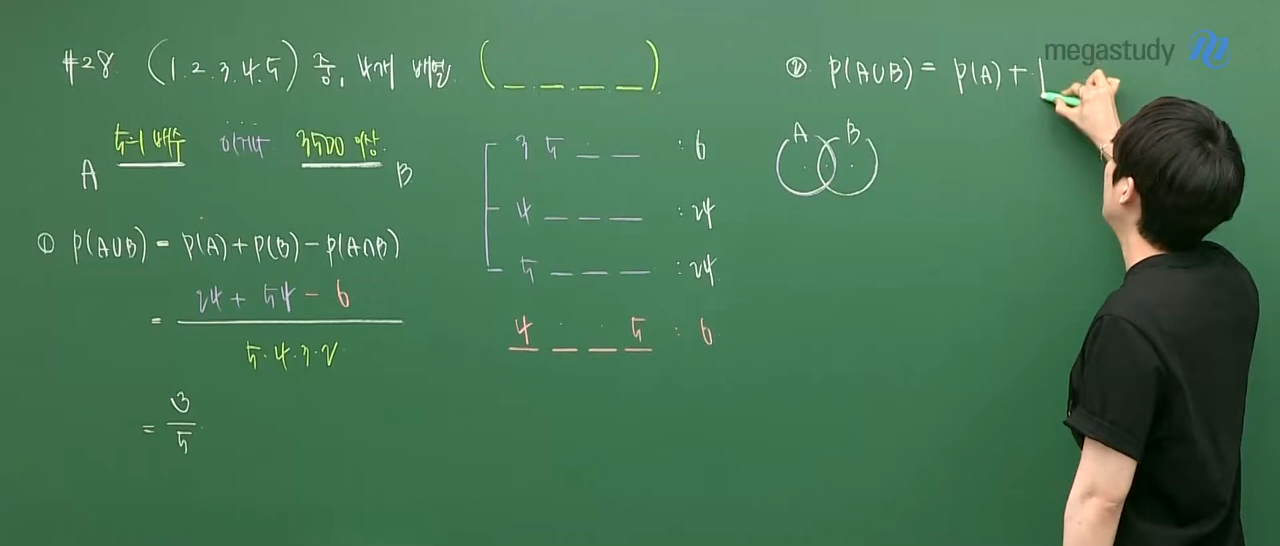 #28. (1. 2. 3. 4. 5) 중, 4개 배열. (_ _ _ _)
5의 배수 이거나 3500 이상.
A B
① P(A∪B) = P(A) + P(B) - P(A∩B)
= 24 + 54 - 6
5·4·3·2
= 3
5
3 5 _ _ : 6
4 _ _ _ : 24
5 _ _ _ : 24
4 _ _ 5 : 6
② P(A∪B) = P(A) +
A B
megastudy